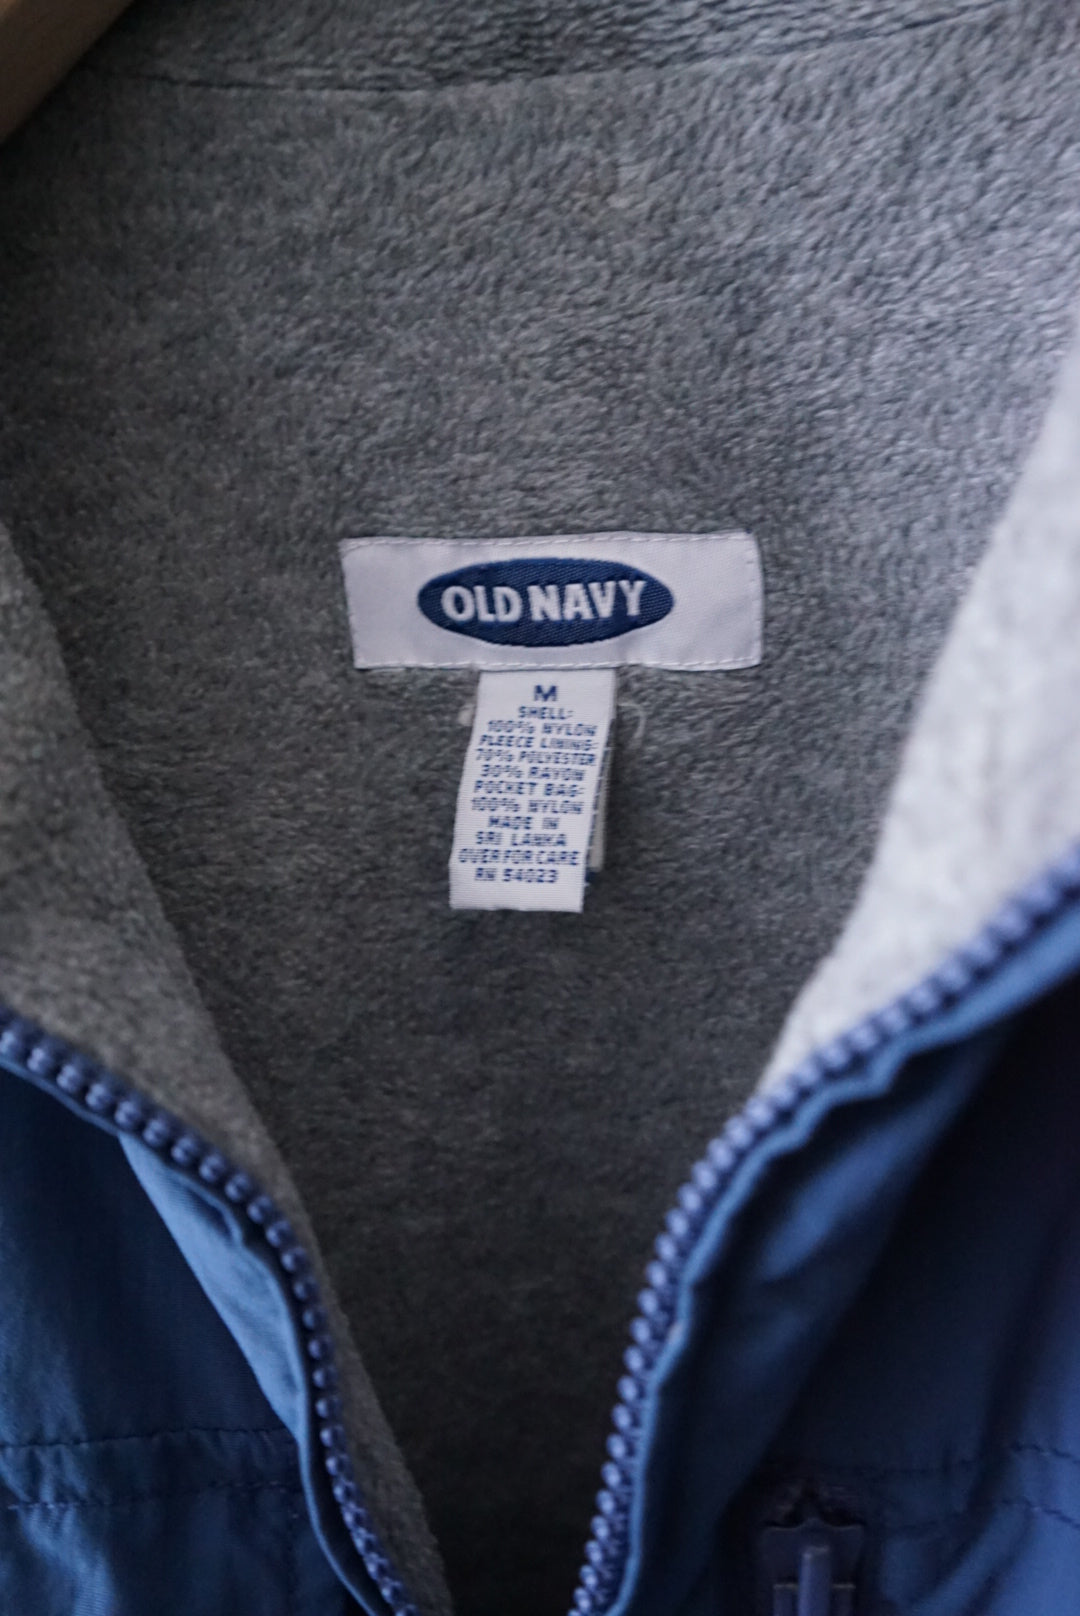 OLD NAVY
M
SHELL:
100% NYLON
FLEECE LINING:
70% POLYESTER
30% RAYON
POCKET BAG:
100% NYLON
MADE IN
SRI LANKA
OVER FOR CARE
RN 54023